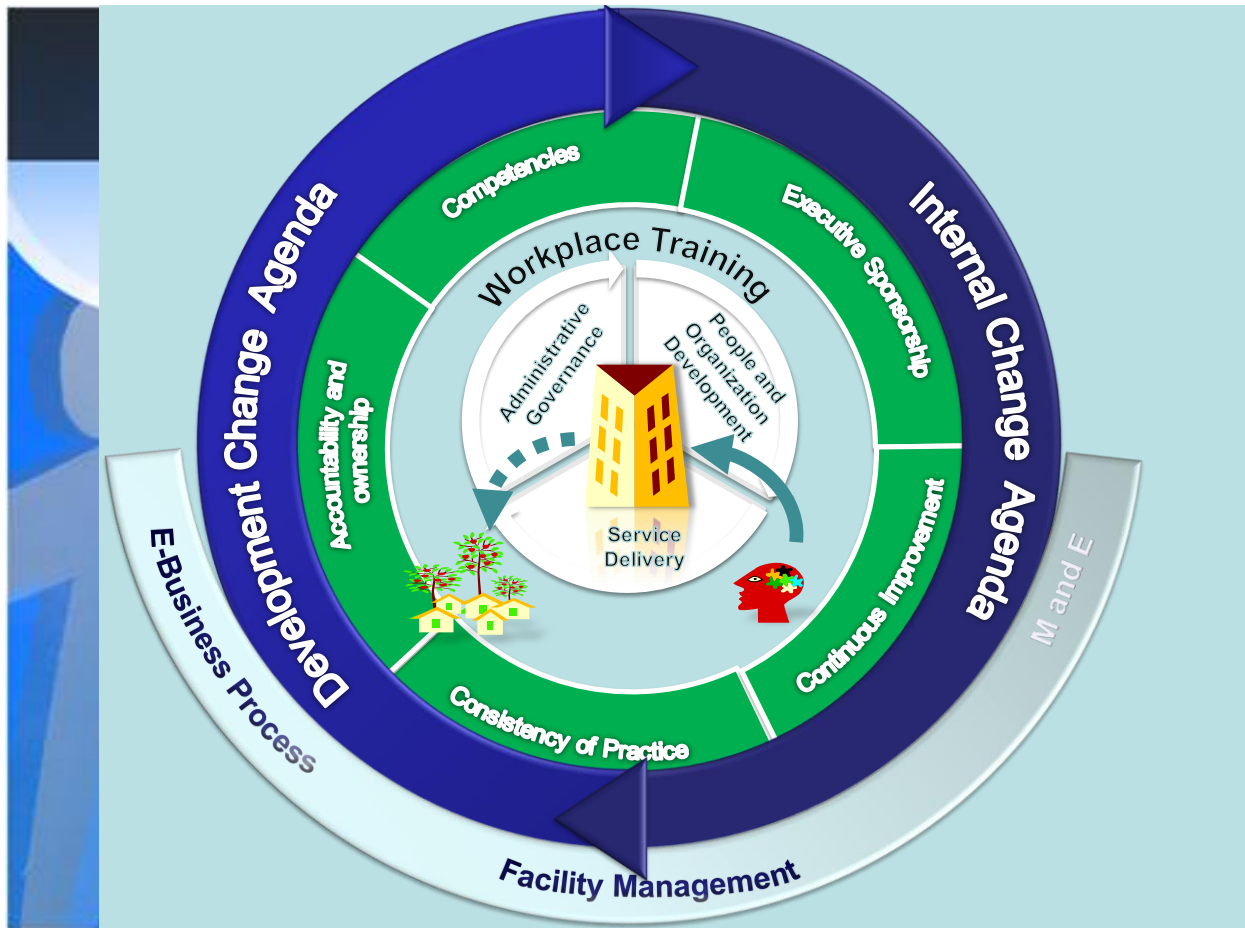 Development Change Agenda
Internal Change Agenda
Competencies
Executive Sponsorship
Accountability and
ownership
Continuous Improvement
Consistency of Practice
Workplace Training
Administrative
Governance
People and
Organization
Development
Service
Delivery
E-Business Process
Facility Management
M and E